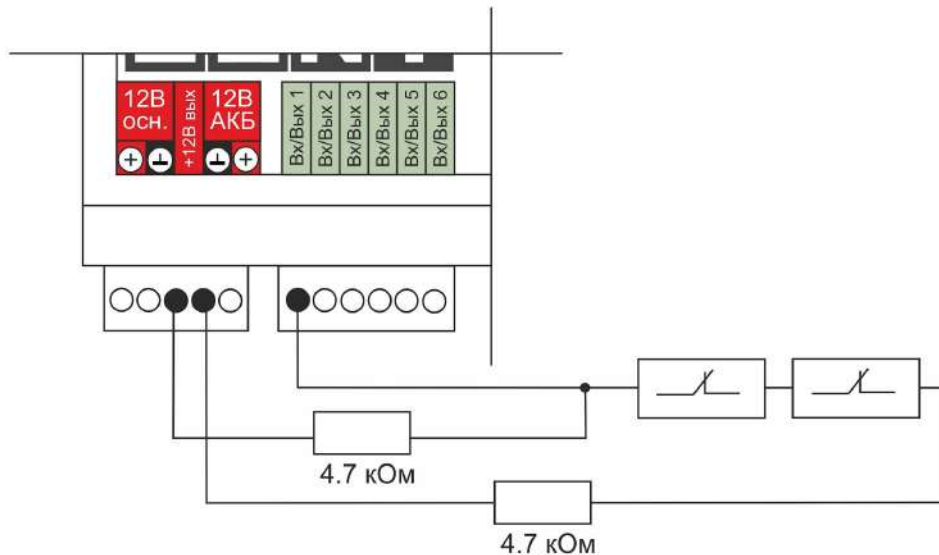 12В
осн.
+12В вых
12В
АКБ
Вх/Вых 1
Вх/Вых 2
Вх/Вых 3
Вх/Вых 4
Вх/Вых 5
Вх/Вых 6
4.7 кОм
4.7 кОм